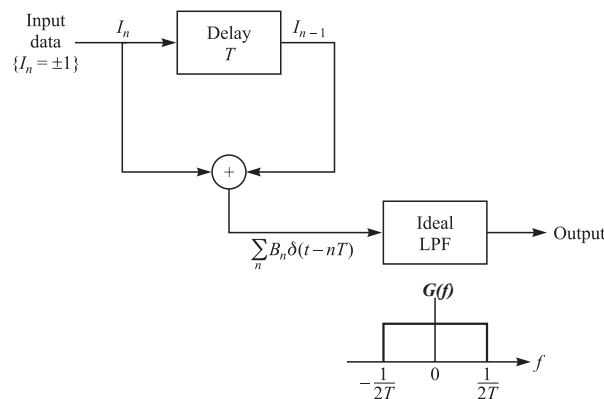 Input
data
{I_n = ±1}
I_n
Delay
T
I_{n−1}
+
∑_n B_n δ(t−nT)
Ideal
LPF
Output
G(f)
−1/2T
0
1/2T
f